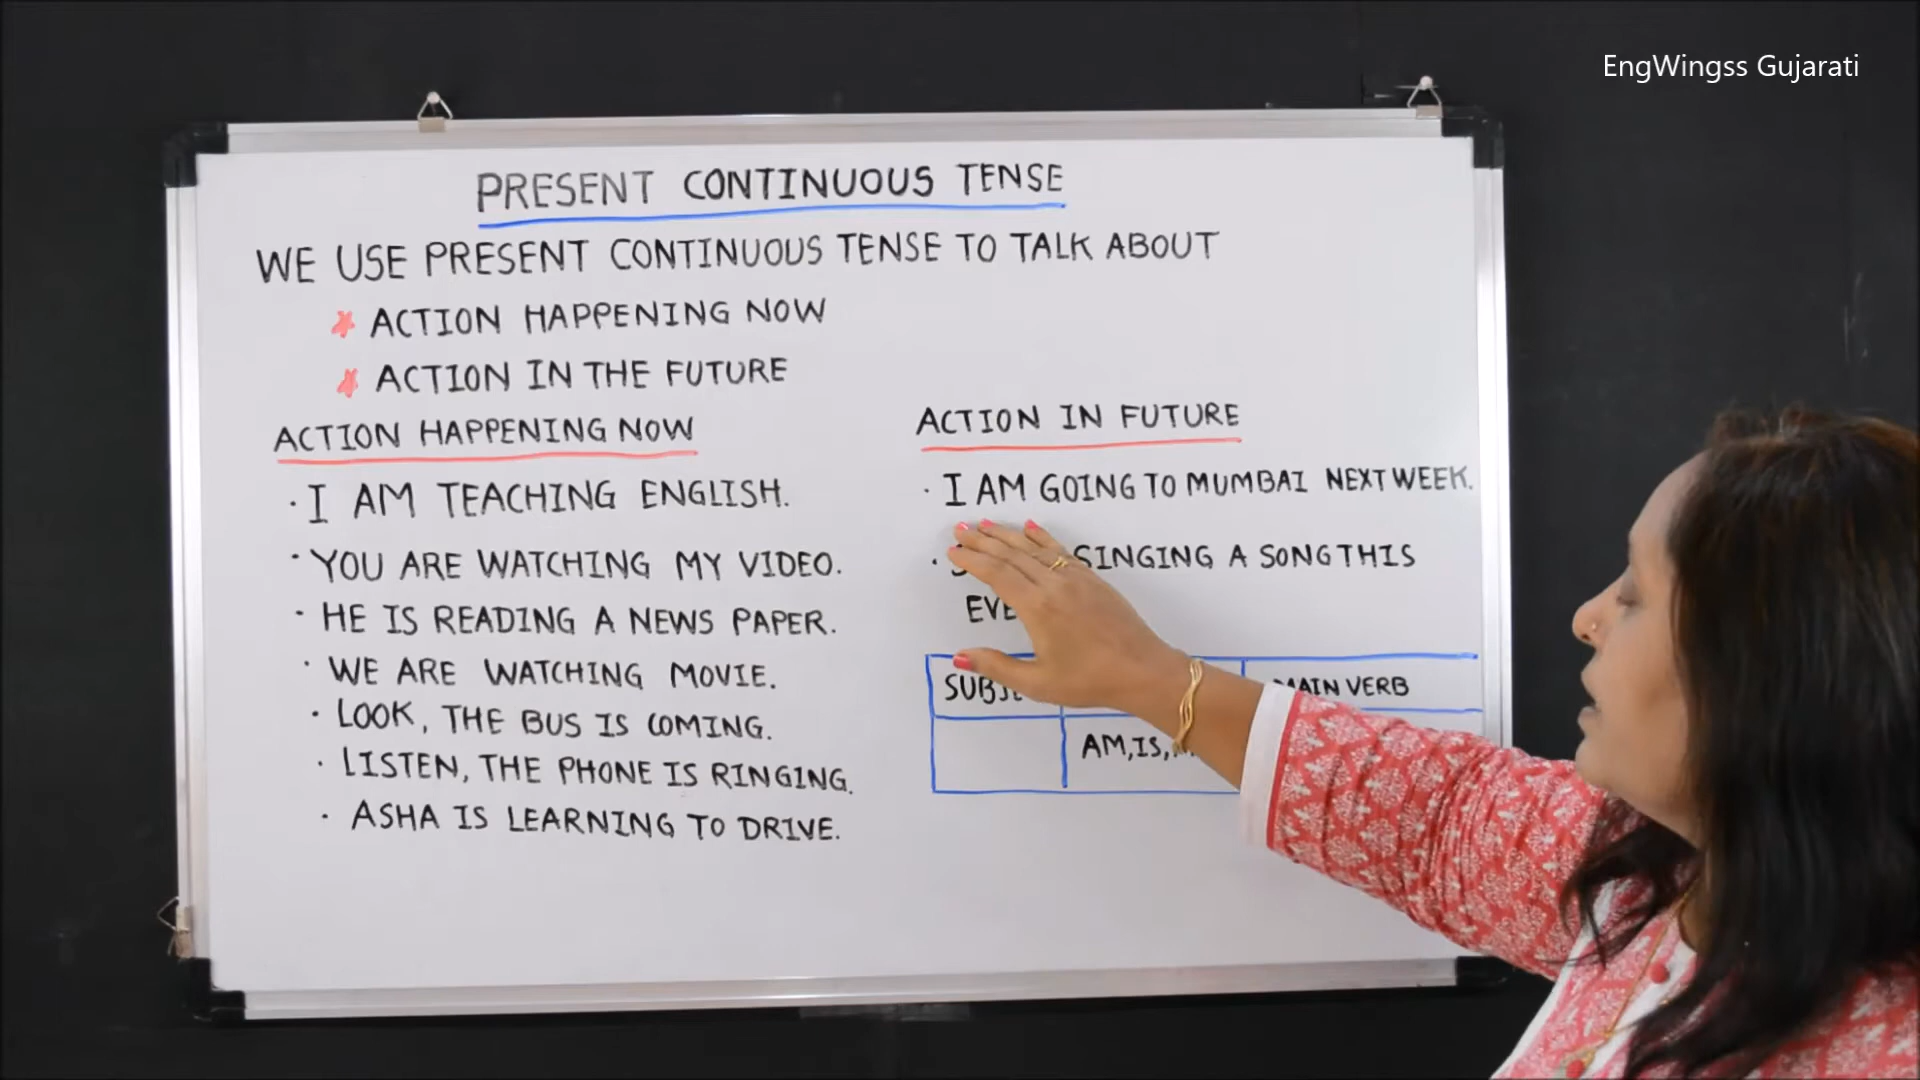 EngWingss Gujarati
PRESENT CONTINUOUS TENSE
WE USE PRESENT CONTINUOUS TENSE TO TALK ABOUT
ACTION HAPPENING NOW
ACTION IN THE FUTURE
ACTION HAPPENING NOW
· I AM TEACHING ENGLISH.
· YOU ARE WATCHING MY VIDEO.
· HE IS READING A NEWS PAPER.
· WE ARE WATCHING MOVIE.
· LOOK, THE BUS IS COMING.
· LISTEN, THE PHONE IS RINGING.
· ASHA IS LEARNING TO DRIVE.
ACTION IN FUTURE
· I AM GOING TO MUMBAI NEXT WEEK.
· SINGING A SONG THIS
MAIN VERB
AM, IS,